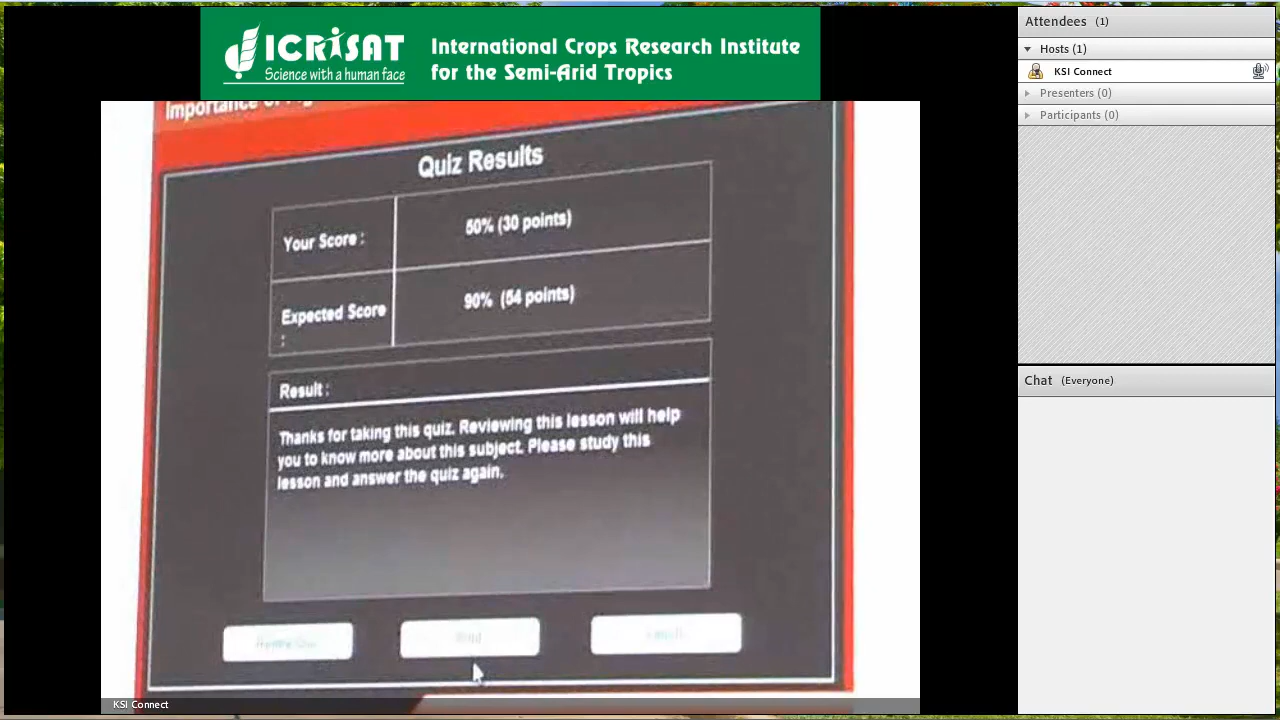 ICRISAT
Science with a human face
International Crops Research Institute
for the Semi-Arid Tropics
Importance of
Quiz Results
Your Score :
50% (30 points)
Expected Score
:
90% (54 points)
Result :
Thanks for taking this quiz. Reviewing this lesson will help
you to know more about this subject. Please study this
lesson and answer the quiz again.
KSI Connect
Attendees (1)
Hosts (1)
KSI Connect
Presenters (0)
Participants (0)
Chat (Everyone)